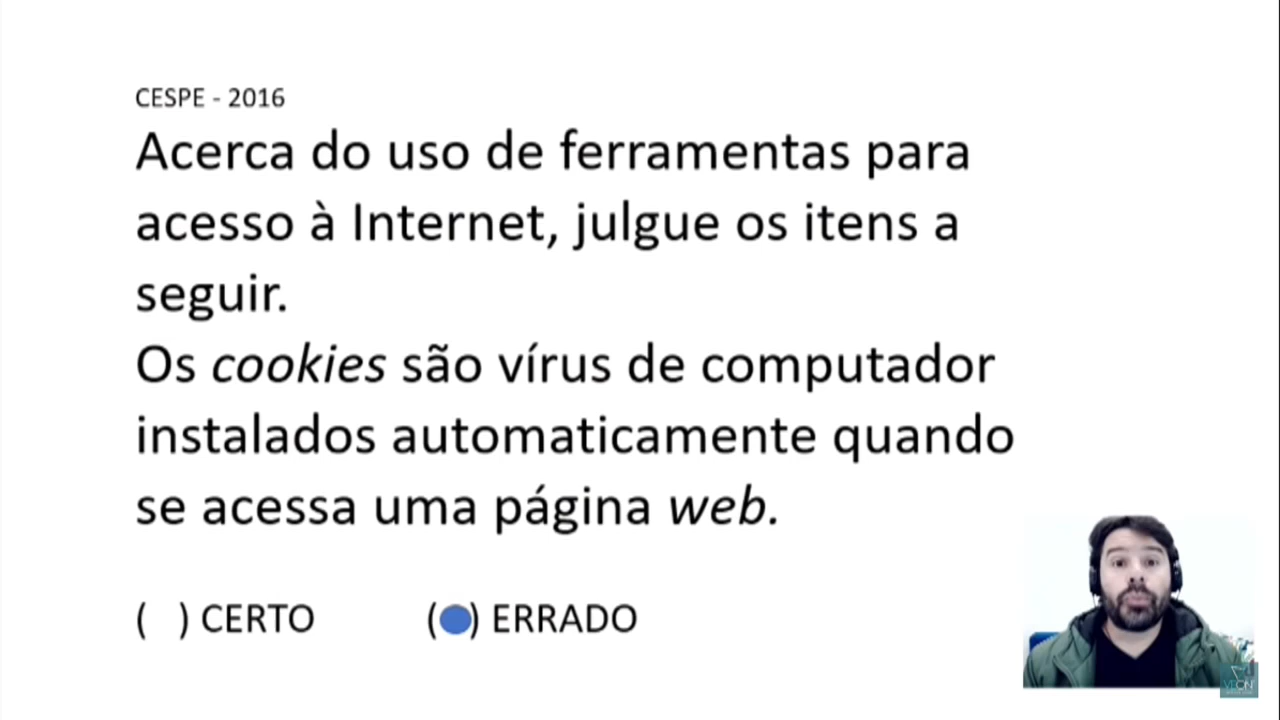 CESPE - 2016
Acerca do uso de ferramentas para
acesso à Internet, julgue os itens a
seguir.
Os cookies são vírus de computador
instalados automaticamente quando
se acessa uma página web.
( ) CERTO ( ) ERRADO